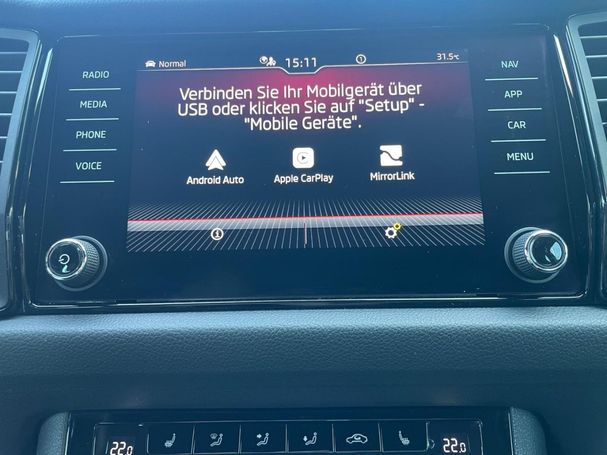 Normal
15:11
31.5°C
RADIO
MEDIA
PHONE
VOICE
NAV
APP
CAR
MENU
Verbinden Sie Ihr Mobilgerät über
USB oder klicken Sie auf "Setup" -
"Mobile Geräte".
Android Auto
Apple CarPlay
MirrorLink
22.0
22.0